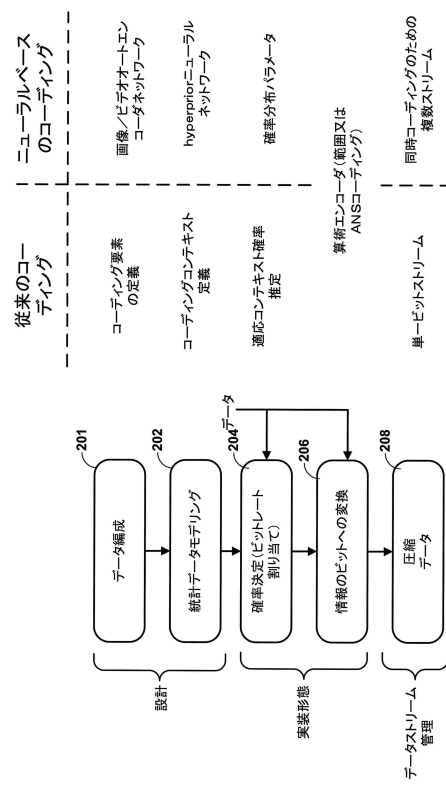 従来のコー
ディング
ニューラルベース
のコーディング
設計
201
データ編成
コーディング要素
の定義
画像／ビデオオートエン
コーダネットワーク
202
統計データモデリング
コーディングコンテキスト
定義
hyperpriorニューラル
ネットワーク
実装形態
204
データ
確率決定(ビットレート
割り当て)
適応コンテキスト確率
推定
確率分布パラメータ
206
情報のビットへの変換
算術エンコーダ(範囲又は
ANSコーディング)
データストリーム
管理
208
圧縮
データ
単一ビットストリーム
同時コーディングのための
複数ストリーム